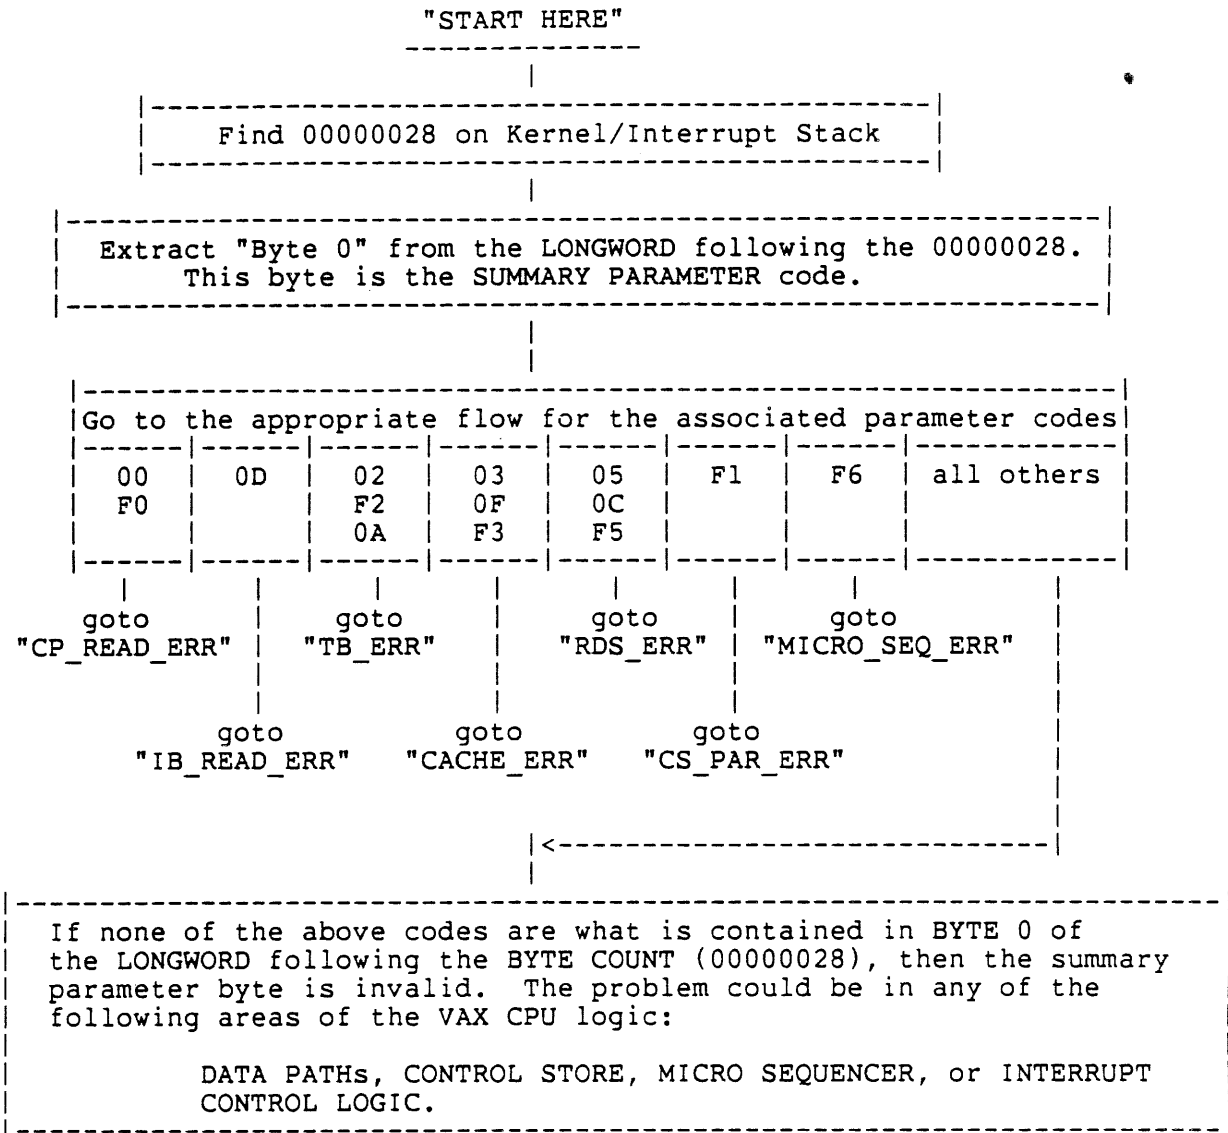 "START HERE"
Find 00000028 on Kernel/Interrupt Stack
Extract "Byte 0" from the LONGWORD following the 00000028.
This byte is the SUMMARY PARAMETER code.
Go to the appropriate flow for the associated parameter codes
00 0D 02 03 05 F1 F6 all others
F0 F2 0F 0C
0A F3 F5
goto goto goto goto
"CP_READ_ERR" "TB_ERR" "RDS_ERR" "MICRO_SEQ_ERR"
goto goto goto
"IB_READ_ERR" "CACHE_ERR" "CS_PAR_ERR"
If none of the above codes are what is contained in BYTE 0 of
the LONGWORD following the BYTE COUNT (00000028), then the summary
parameter byte is invalid. The problem could be in any of the
following areas of the VAX CPU logic:
DATA PATHs, CONTROL STORE, MICRO SEQUENCER, or INTERRUPT
CONTROL LOGIC.